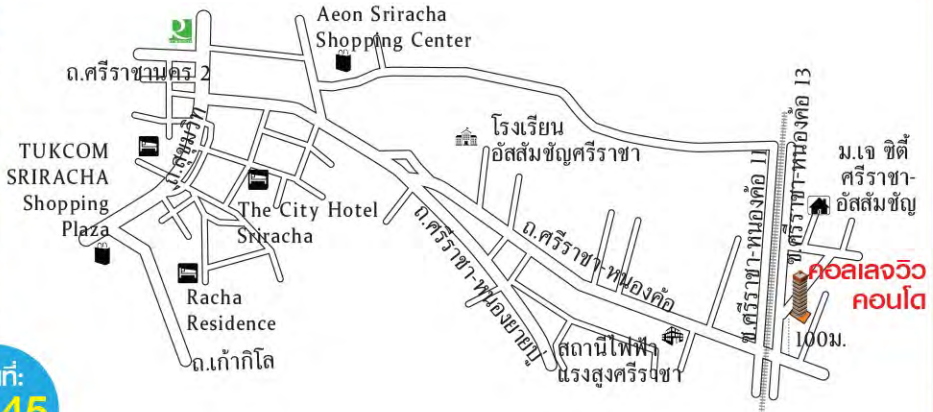 Aeon Sriracha
Shopping Center
ถ.ศรีราชานคร 2
ถ.สุขุมวิท
TUKCOM
SRIRACHA
Shopping
Plaza
The City Hotel
Sriracha
Racha
Residence
ถ.เก้ากิโล
โรงเรียน
อัสสัมชัญศรีราชา
ถ.ศรีราชา-หนองค้อ
ถ.ศรีราชา-หนองยายบู่
สถานีไฟฟ้า
แรงสูงศรีราชา
ซ.ศรีราชา-หนองค้อ 11
ซ.ศรีราชา-หนองค้อ 13
ม.เจ ซิตี้
ศรีราชา-
อัสสัมชัญ
คอลเลจวิว
คอนโด
100ม.
ที่:
45